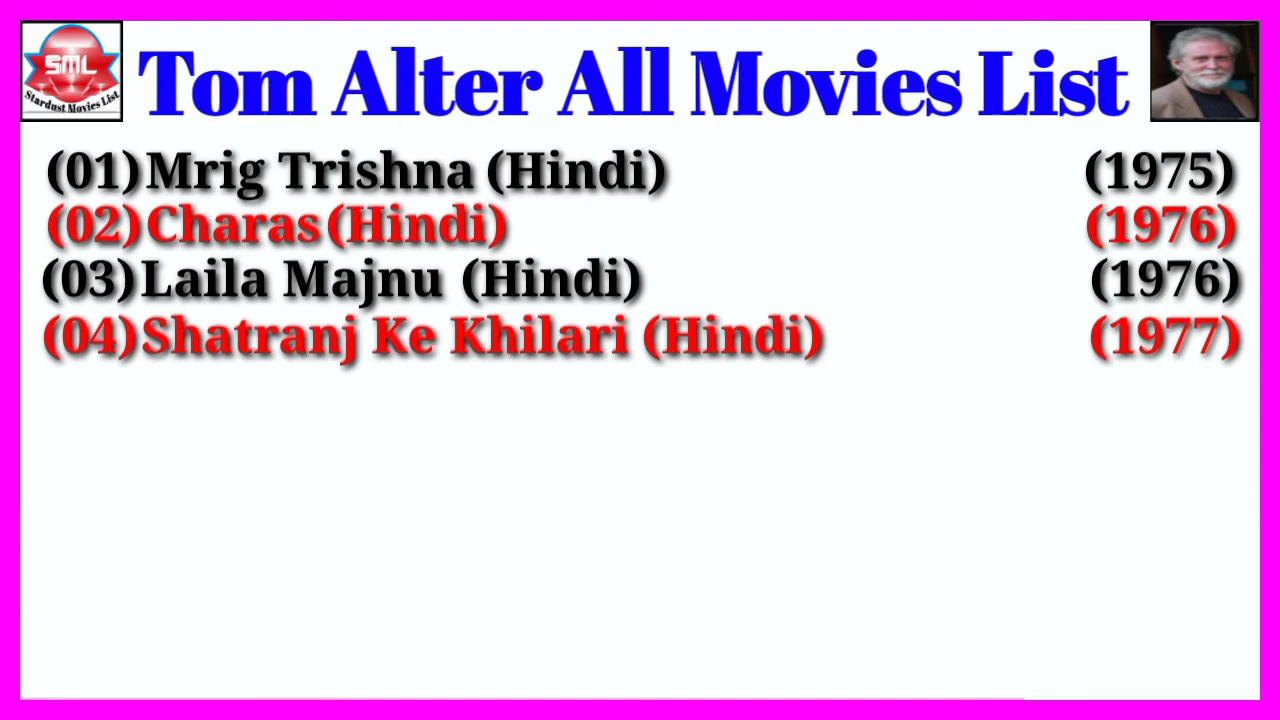 SML
Stardust Movies List
Tom Alter All Movies List
(01) Mrig Trishna (Hindi) (1975)
(02) Charas (Hindi) (1976)
(03) Laila Majnu (Hindi) (1976)
(04) Shatranj Ke Khilari (Hindi) (1977)